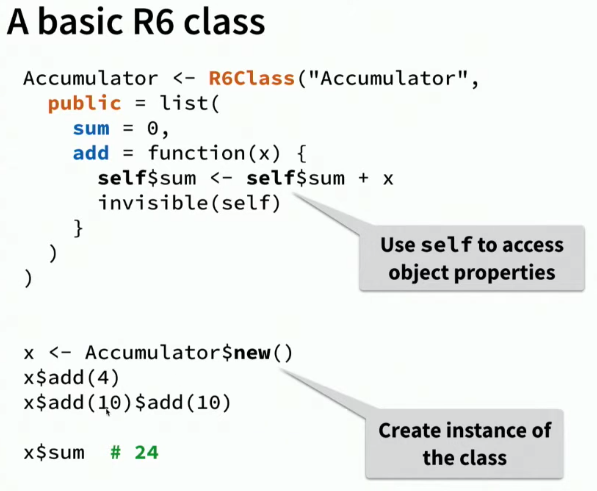 A basic R6 class
Accumulator <- R6Class("Accumulator",
  public = list(
    sum = 0,
    add = function(x) {
      self$sum <- self$sum + x
      invisible(self)
    }
  )
)
Use self to access
object properties
x <- Accumulator$new()
x$add(4)
x$add(10)$add(10)
Create instance of
the class
x$sum  # 24